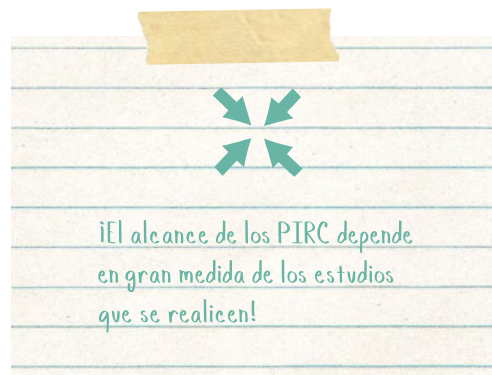 ¡El alcance de los PIRC depende
en gran medida de los estudios
que se realicen!